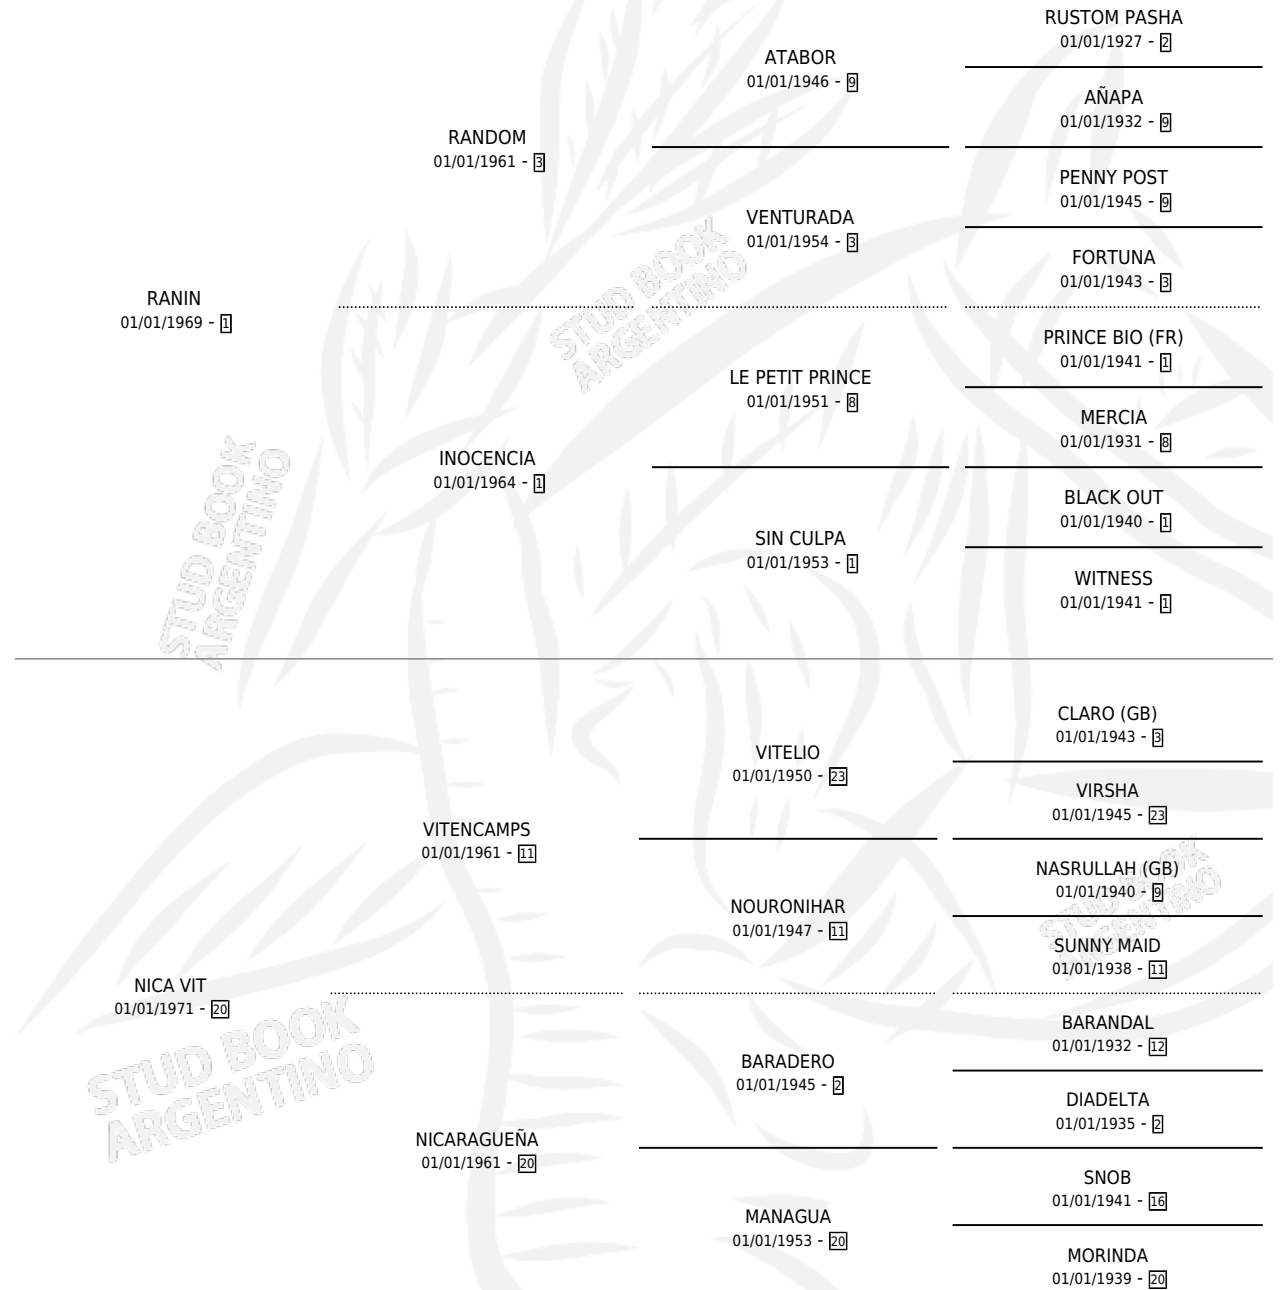 RUSTOM PASHA
01/01/1927 - 2
ATABOR
01/01/1946 - 9
AÑAPA
01/01/1932 - 9
RANDOM
01/01/1961 - 3
PENNY POST
01/01/1945 - 9
VENTURADA
01/01/1954 - 3
FORTUNA
01/01/1943 - 3
RANIN
01/01/1969 - 1
PRINCE BIO (FR)
01/01/1941 - 1
LE PETIT PRINCE
01/01/1951 - 8
MERCIA
01/01/1931 - 8
INOCENCIA
01/01/1964 - 1
BLACK OUT
01/01/1940 - 1
SIN CULPA
01/01/1953 - 1
WITNESS
01/01/1941 - 1
STUD BOOK
ARGENTINO
STUD BOOK
ARGENTINO
CLARO (GB)
01/01/1943 - 3
VITELIO
01/01/1950 - 23
VIRSHA
01/01/1945 - 23
VITENCAMPS
01/01/1961 - 11
NASRULLAH (GB)
01/01/1940 - 9
NOURONIHAR
01/01/1947 - 11
SUNNY MAID
01/01/1938 - 11
NICA VIT
01/01/1971 - 20
BARANDAL
01/01/1932 - 12
BARADERO
01/01/1945 - 2
DIADELTA
01/01/1935 - 2
NICARAGUEÑA
01/01/1961 - 20
SNOB
01/01/1941 - 16
MANAGUA
01/01/1953 - 20
MORINDA
01/01/1939 - 20
STUD BOOK
ARGENTINO
STUD BOOK
ARGENTINO